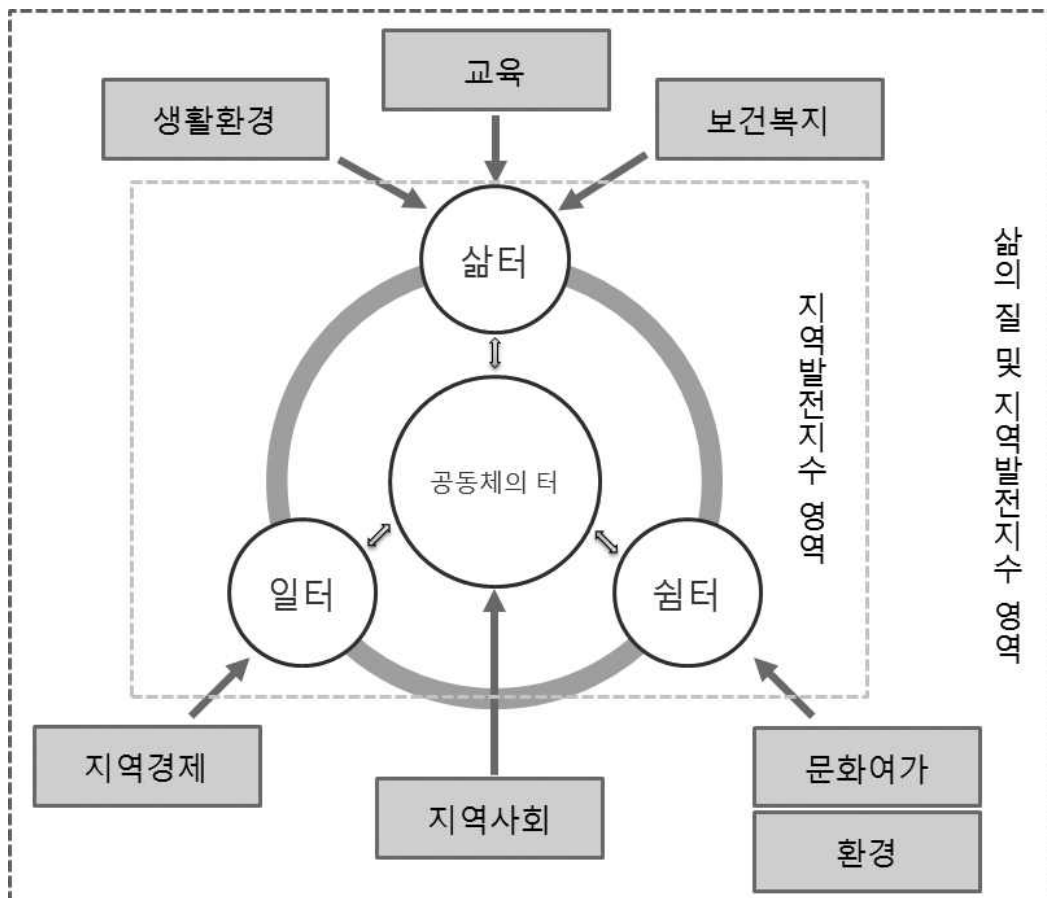 교육
생활환경
보건복지
삶터
지역발전지수 영역
삶의 질 및 지역발전지수 영역
공동체의 터
일터
쉼터
지역경제
지역사회
문화여가
환경